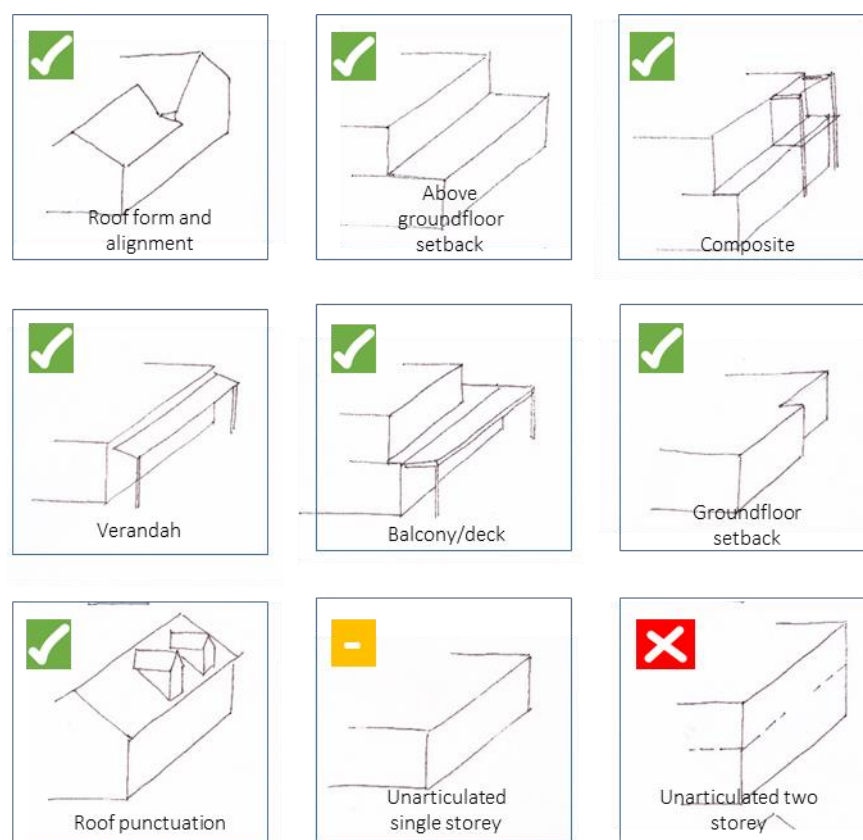 Roof form and
alignment
Above
groundfloor
setback
Composite
Verandah
Balcony/deck
Groundfloor
setback
Roof punctuation
Unarticulated
single storey
Unarticulated two
storey